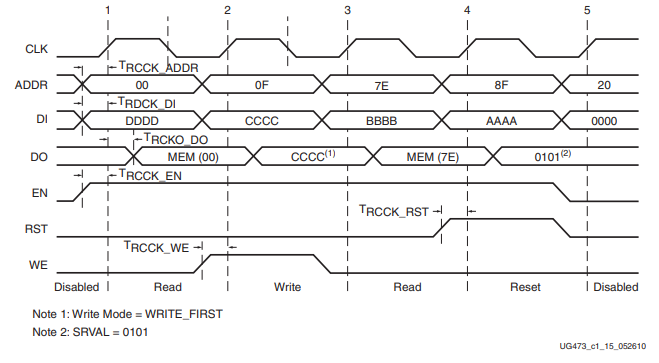 1 2 3 4 5
CLK
TRCCK_ADDR
ADDR 00 0F 7E 8F 20
TRDCK_DI
DI DDDD CCCC BBBB AAAA 0000
TRCKO_DO
DO MEM (00) CCCC(1) MEM (7E) 0101(2)
TRCCK_EN
EN
TRCCK_RST
RST
TRCCK_WE
WE
Disabled Read Write Read Reset Disabled
Note 1: Write Mode = WRITE_FIRST
Note 2: SRVAL = 0101
UG473_c1_15_052610